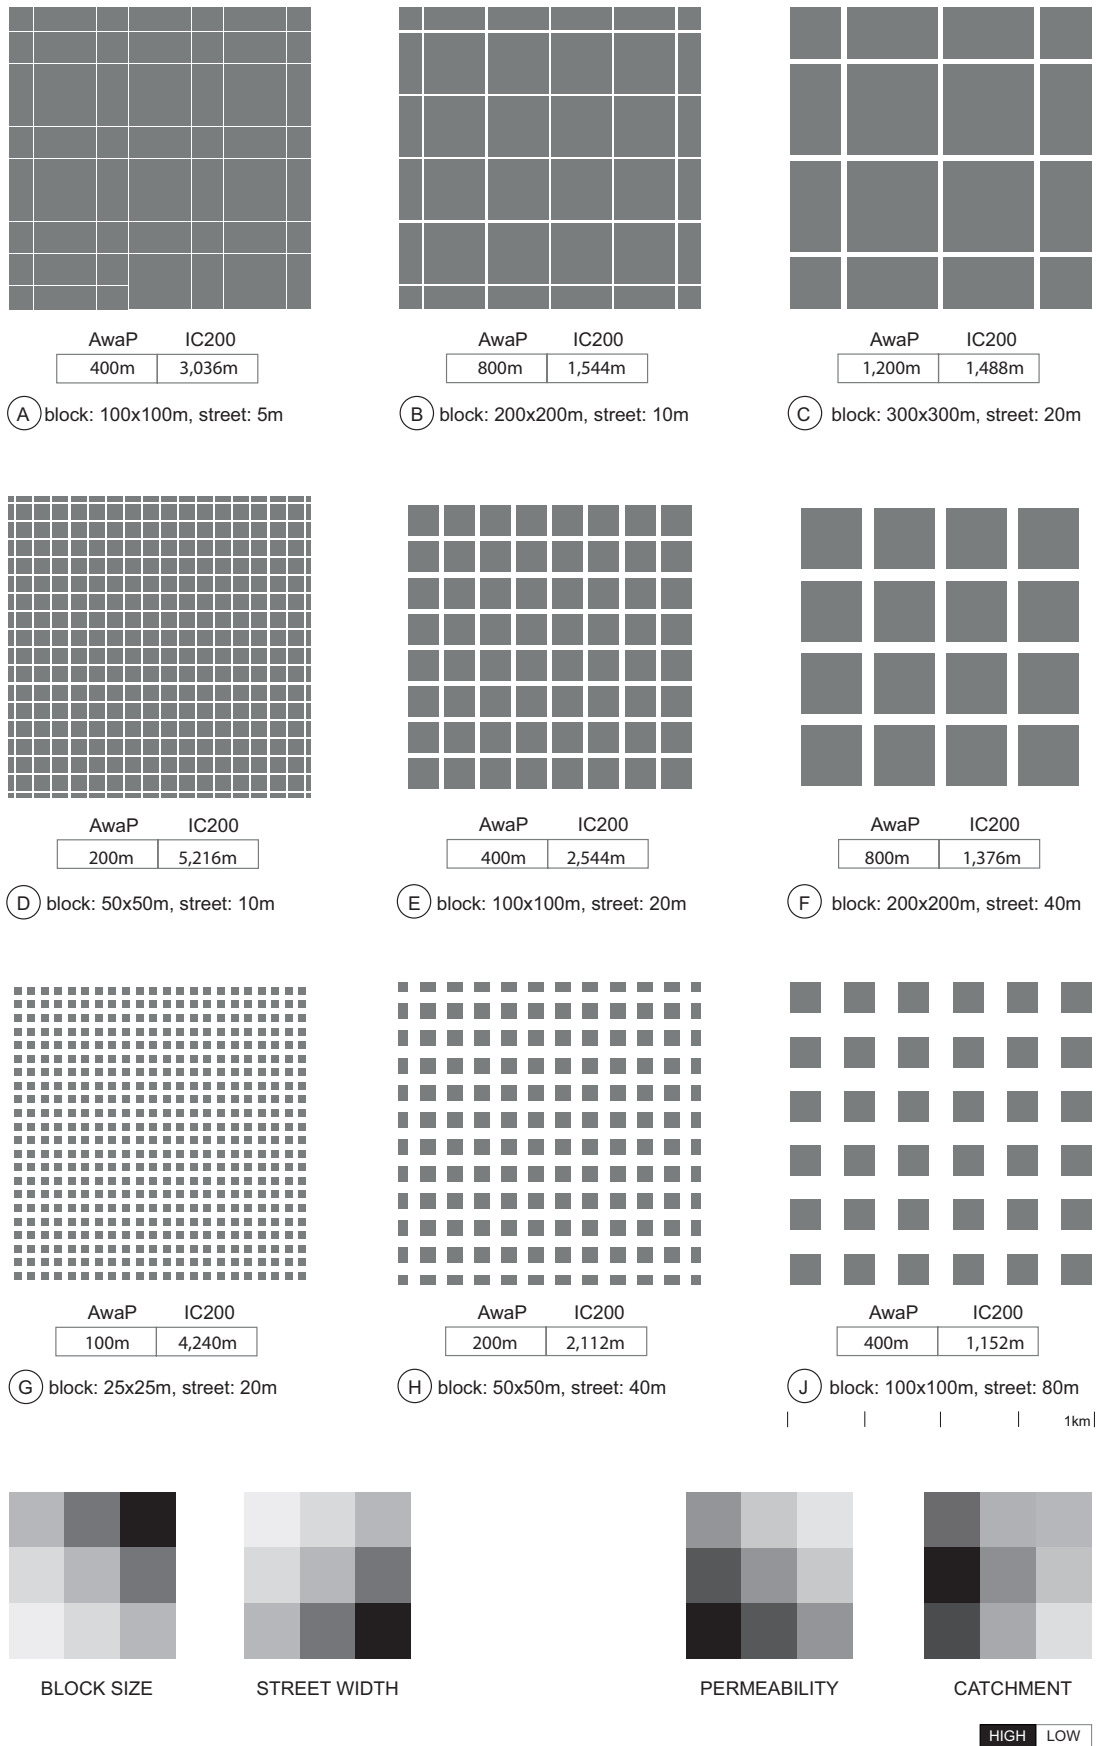 AwaP IC200 AwaP IC200 AwaP IC200
400m 3,036m 800m 1,544m 1,200m 1,488m
A block: 100x100m, street: 5m B block: 200x200m, street: 10m C block: 300x300m, street: 20m
AwaP IC200 AwaP IC200 AwaP IC200
200m 5,216m 400m 2,544m 800m 1,376m
D block: 50x50m, street: 10m E block: 100x100m, street: 20m F block: 200x200m, street: 40m
AwaP IC200 AwaP IC200 AwaP IC200
100m 4,240m 200m 2,112m 400m 1,152m
G block: 25x25m, street: 20m H block: 50x50m, street: 40m J block: 100x100m, street: 80m
1km
BLOCK SIZE STREET WIDTH PERMEABILITY CATCHMENT
HIGH LOW